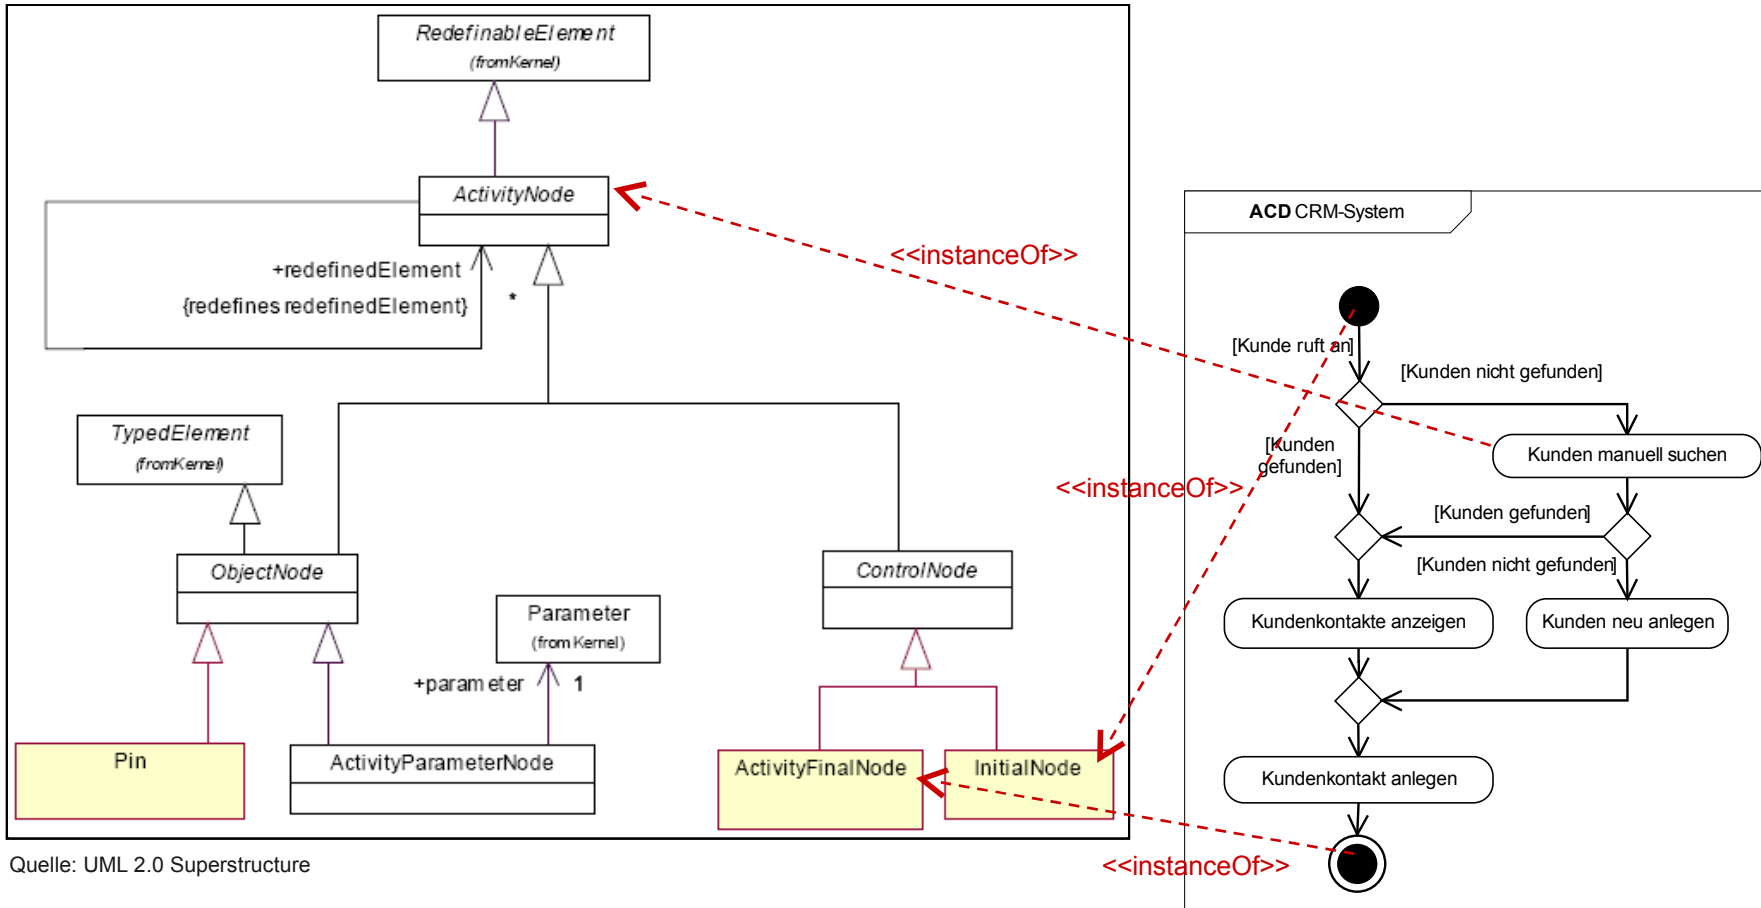 RedefinableElement
(fromKernel)
ActivityNode
+redefinedElement
{redefines redefinedElement}
*
<<instanceOf>>
TypedElement
(fromKernel)
ObjectNode
ControlNode
Parameter
(fromKernel)
+parameter
1
Pin
ActivityParameterNode
ActivityFinalNode
InitialNode
<<instanceOf>>
<<instanceOf>>
Quelle: UML 2.0 Superstructure
ACD CRM-System
[Kunde ruft an]
[Kunden nicht gefunden]
[Kunden
gefunden]
Kunden manuell suchen
[Kunden gefunden]
[Kunden nicht gefunden]
Kundenkontakte anzeigen
Kunden neu anlegen
Kundenkontakt anlegen